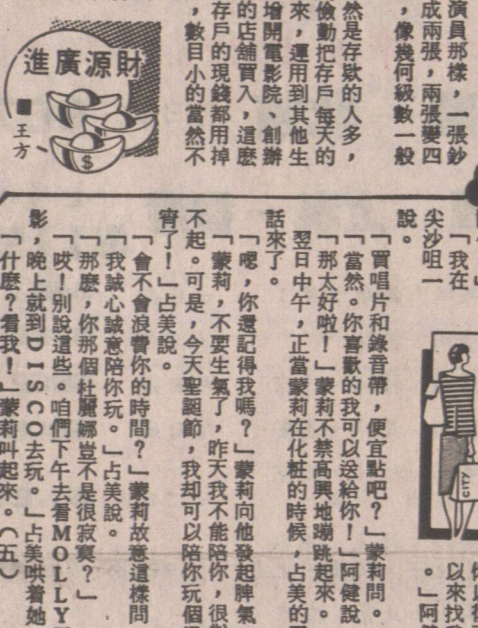 演員那樣，一張鈔
成兩張，兩張變四
，像幾何級數一般
然是存欵的人多，
儉動把存戶每天的
來，運用到其他生
增開電影院、創辦
的店舖買入，這麽
存戶的現錢都用掉
，數目小的當然不
財源廣進
■王方
$
以來找我
。」阿健
CITY
「我在
尖沙咀一
說。
「買唱片和錄音帶，便宜點吧？」蒙莉問。
「當然。你喜歡的我可以送給你！」阿健說
「那太好啦！」蒙莉不禁高興地蹦跳起來。
翌日中午，正當蒙莉在化粧的時候，占美的
話來了。
「嗯，你還記得我嗎？」蒙莉向他發起脾氣
「蒙莉，不要生氣了，昨天我不能陪你，很對
不起。可是，今天聖誕節，我却可以陪你玩個
宵了！」占美說。
「會不會浪費你的時間？」蒙莉故意這樣問
「我誠心誠意陪你玩。」占美說。
「那麽，你那個杜麗娜豈不是很寂寞？」
「哎！別說這些。咱們下午去看MOLLY
影，晚上就到DISCO去玩。」占美哄着她
「什麽？看我！」蒙莉叫起來。（五）